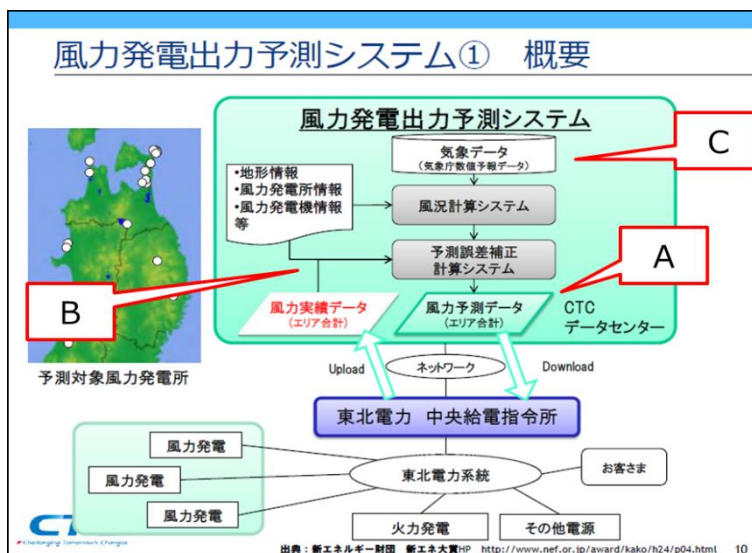 風力発電出力予測システム①　概要
風力発電出力予測システム
気象データ
(気象庁数値予報データ)
C
・地形情報
・風力発電所情報
・風力発電機情報
等
風況計算システム
予測誤差補正
計算システム
A
B
風力実績データ
(エリア合計)
風力予測データ
(エリア合計)
CTC
データセンター
予測対象風力発電所
Upload
ネットワーク
Download
東北電力　中央給電指令所
風力発電
風力発電
風力発電
東北電力系統
お客さま
火力発電
その他電源
Challenging Tomorrow's Changes
出典：新エネルギー財団　新エネ大賞HP　http://www.nef.or.jp/award/kako/h24/p04.html
10